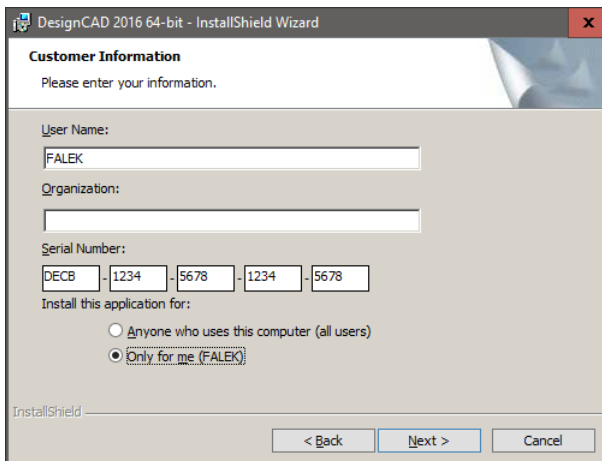 DesignCAD 2016 64-bit - InstallShield Wizard
x
Customer Information
Please enter your information.
User Name:
FALEK
Organization:
Serial Number:
DECB - 1234 - 5678 - 1234 - 5678
Install this application for:
Anyone who uses this computer (all users)
Only for me (FALEK)
InstallShield
< Back Next > Cancel